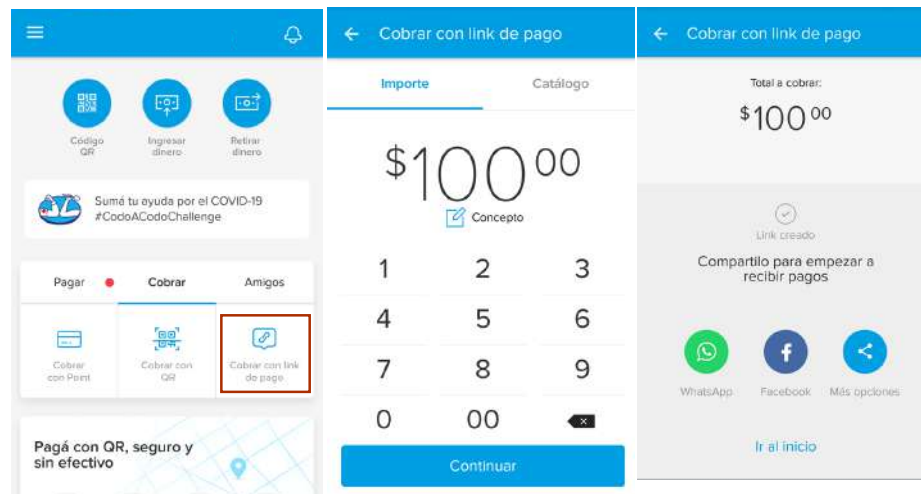 Código
QR
Ingresar
dinero
Retirar
dinero
Sumá tu ayuda por el COVID-19
#CodoACodoChallenge
Pagar
Cobrar
Amigos
Cobrar
con Point
Cobrar con
QR
Cobrar con link
de pago
Pagá con QR, seguro y
sin efectivo
Cobrar con link de pago
Importe
Catálogo
$100 00
Concepto
1 2 3
4 5 6
7 8 9
0 00
Continuar
Cobrar con link de pago
Total a cobrar:
$100 00
Link creado
Compartilo para empezar a
recibir pagos
WhatsApp
Facebook
Más opciones
Ir al inicio